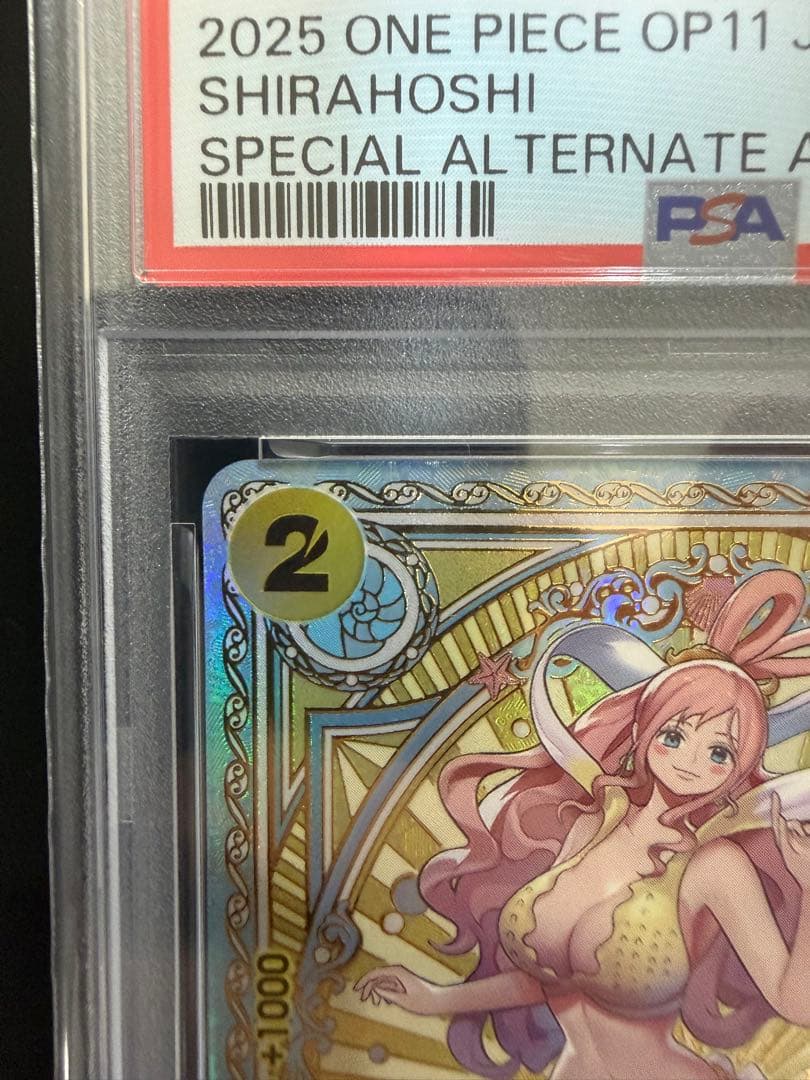 2025 ONE PIECE OP11
SHIRAHOSHI
SPECIAL ALTERNATE
PSA
2
+1000